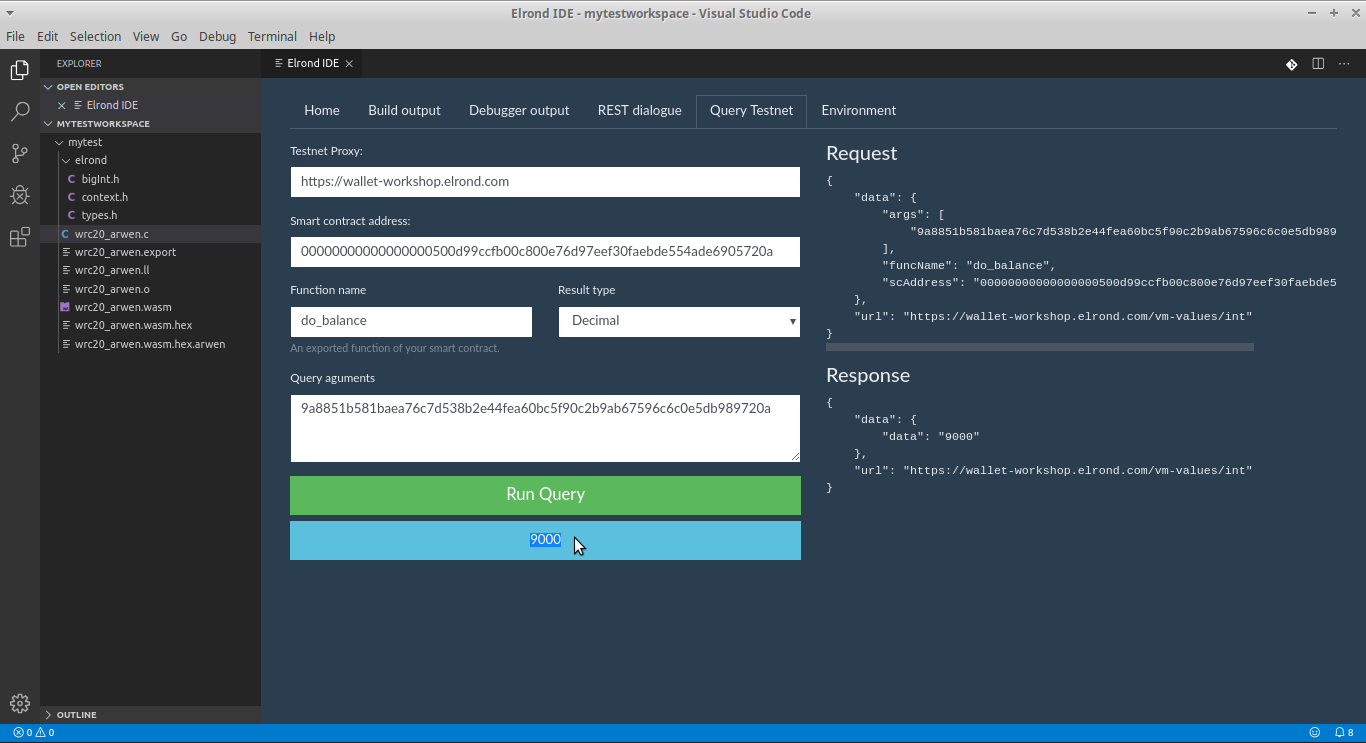 Elrond IDE - mytestworkspace - Visual Studio Code
File Edit Selection View Go Debug Terminal Help
EXPLORER
OPEN EDITORS
Elrond IDE
MYTESTWORKSPACE
mytest
elrond
C bigInt.h
C context.h
C types.h
C wrc20_arwen.c
wrc20_arwen.export
wrc20_arwen.ll
wrc20_arwen.o
wrc20_arwen.wasm
wrc20_arwen.wasm.hex
wrc20_arwen.wasm.hex.arwen
OUTLINE
Elrond IDE
Home Build output Debugger output REST dialogue Query Testnet Environment
Testnet Proxy:
https://wallet-workshop.elrond.com
Smart contract address:
00000000000000000500d99ccfb00c800e76d97eef30faebde554ade6905720a
Function name Result type
do_balance Decimal
An exported function of your smart contract.
Query aguments
9a8851b581baea76c7d538b2e44fea60bc5f90c2b9ab67596c6c0e5db989720a
Run Query
9000
Request
{
"data": {
"args": [
"9a8851b581baea76c7d538b2e44fea60bc5f90c2b9ab67596c6c0e5db989
],
"funcName": "do_balance",
"scAddress": "00000000000000000500d99ccfb00c800e76d97eef30faebde5
},
"url": "https://wallet-workshop.elrond.com/vm-values/int"
}
Response
{
"data": {
"data": "9000"
},
"url": "https://wallet-workshop.elrond.com/vm-values/int"
}
0 0 8